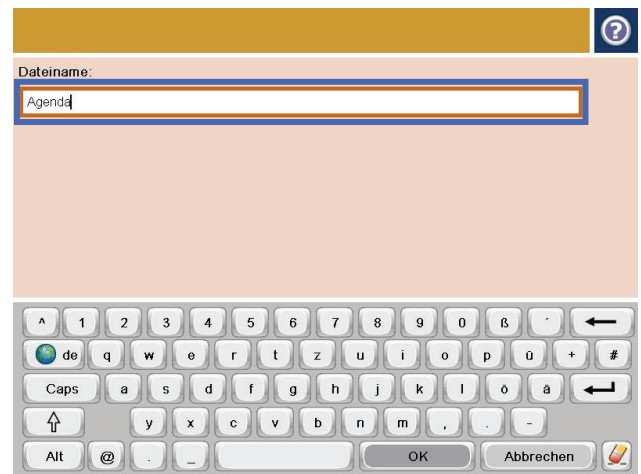 ?
Dateiname:
Agenda
^ 1 2 3 4 5 6 7 8 9 0 ß ´ ←
de q w e r t z u i o p ü + #
Caps a s d f g h j k l ö ä
y x c v b n m , . -
Alt @ . _ OK Abbrechen